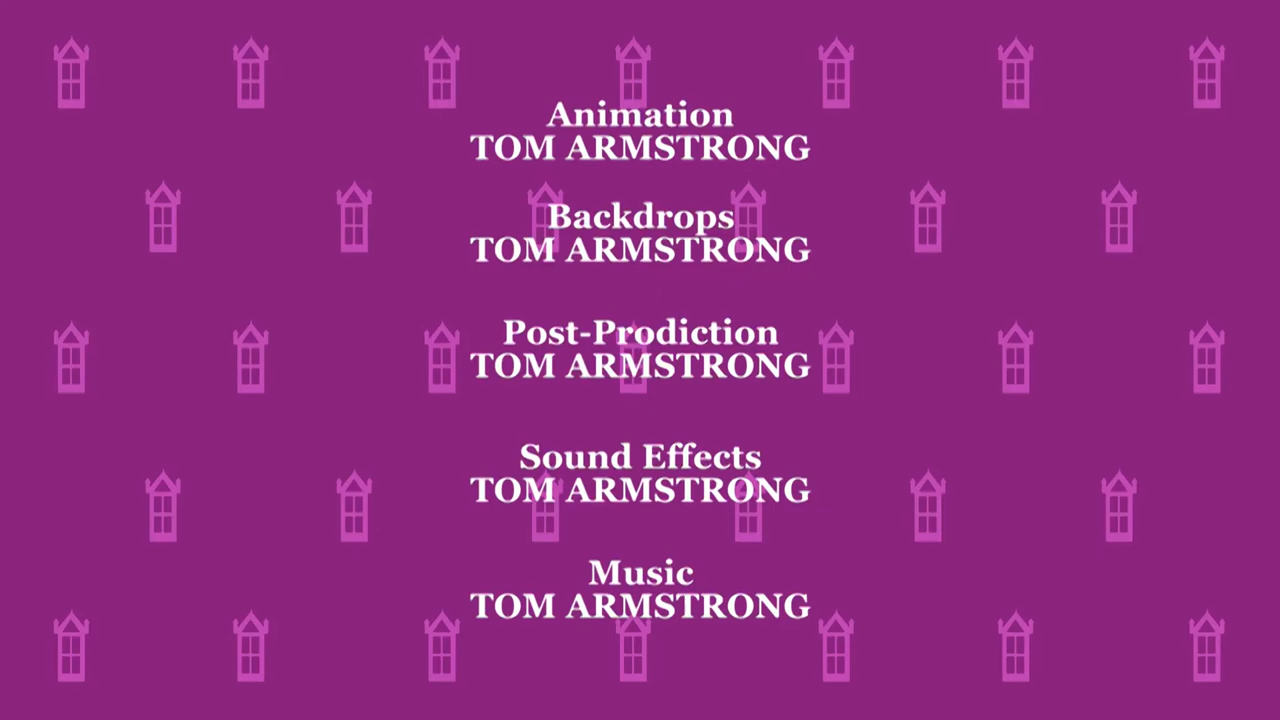 Animation
TOM ARMSTRONG
Backdrops
TOM ARMSTRONG
Post-Prodiction
TOM ARMSTRONG
Sound Effects
TOM ARMSTRONG
Music
TOM ARMSTRONG